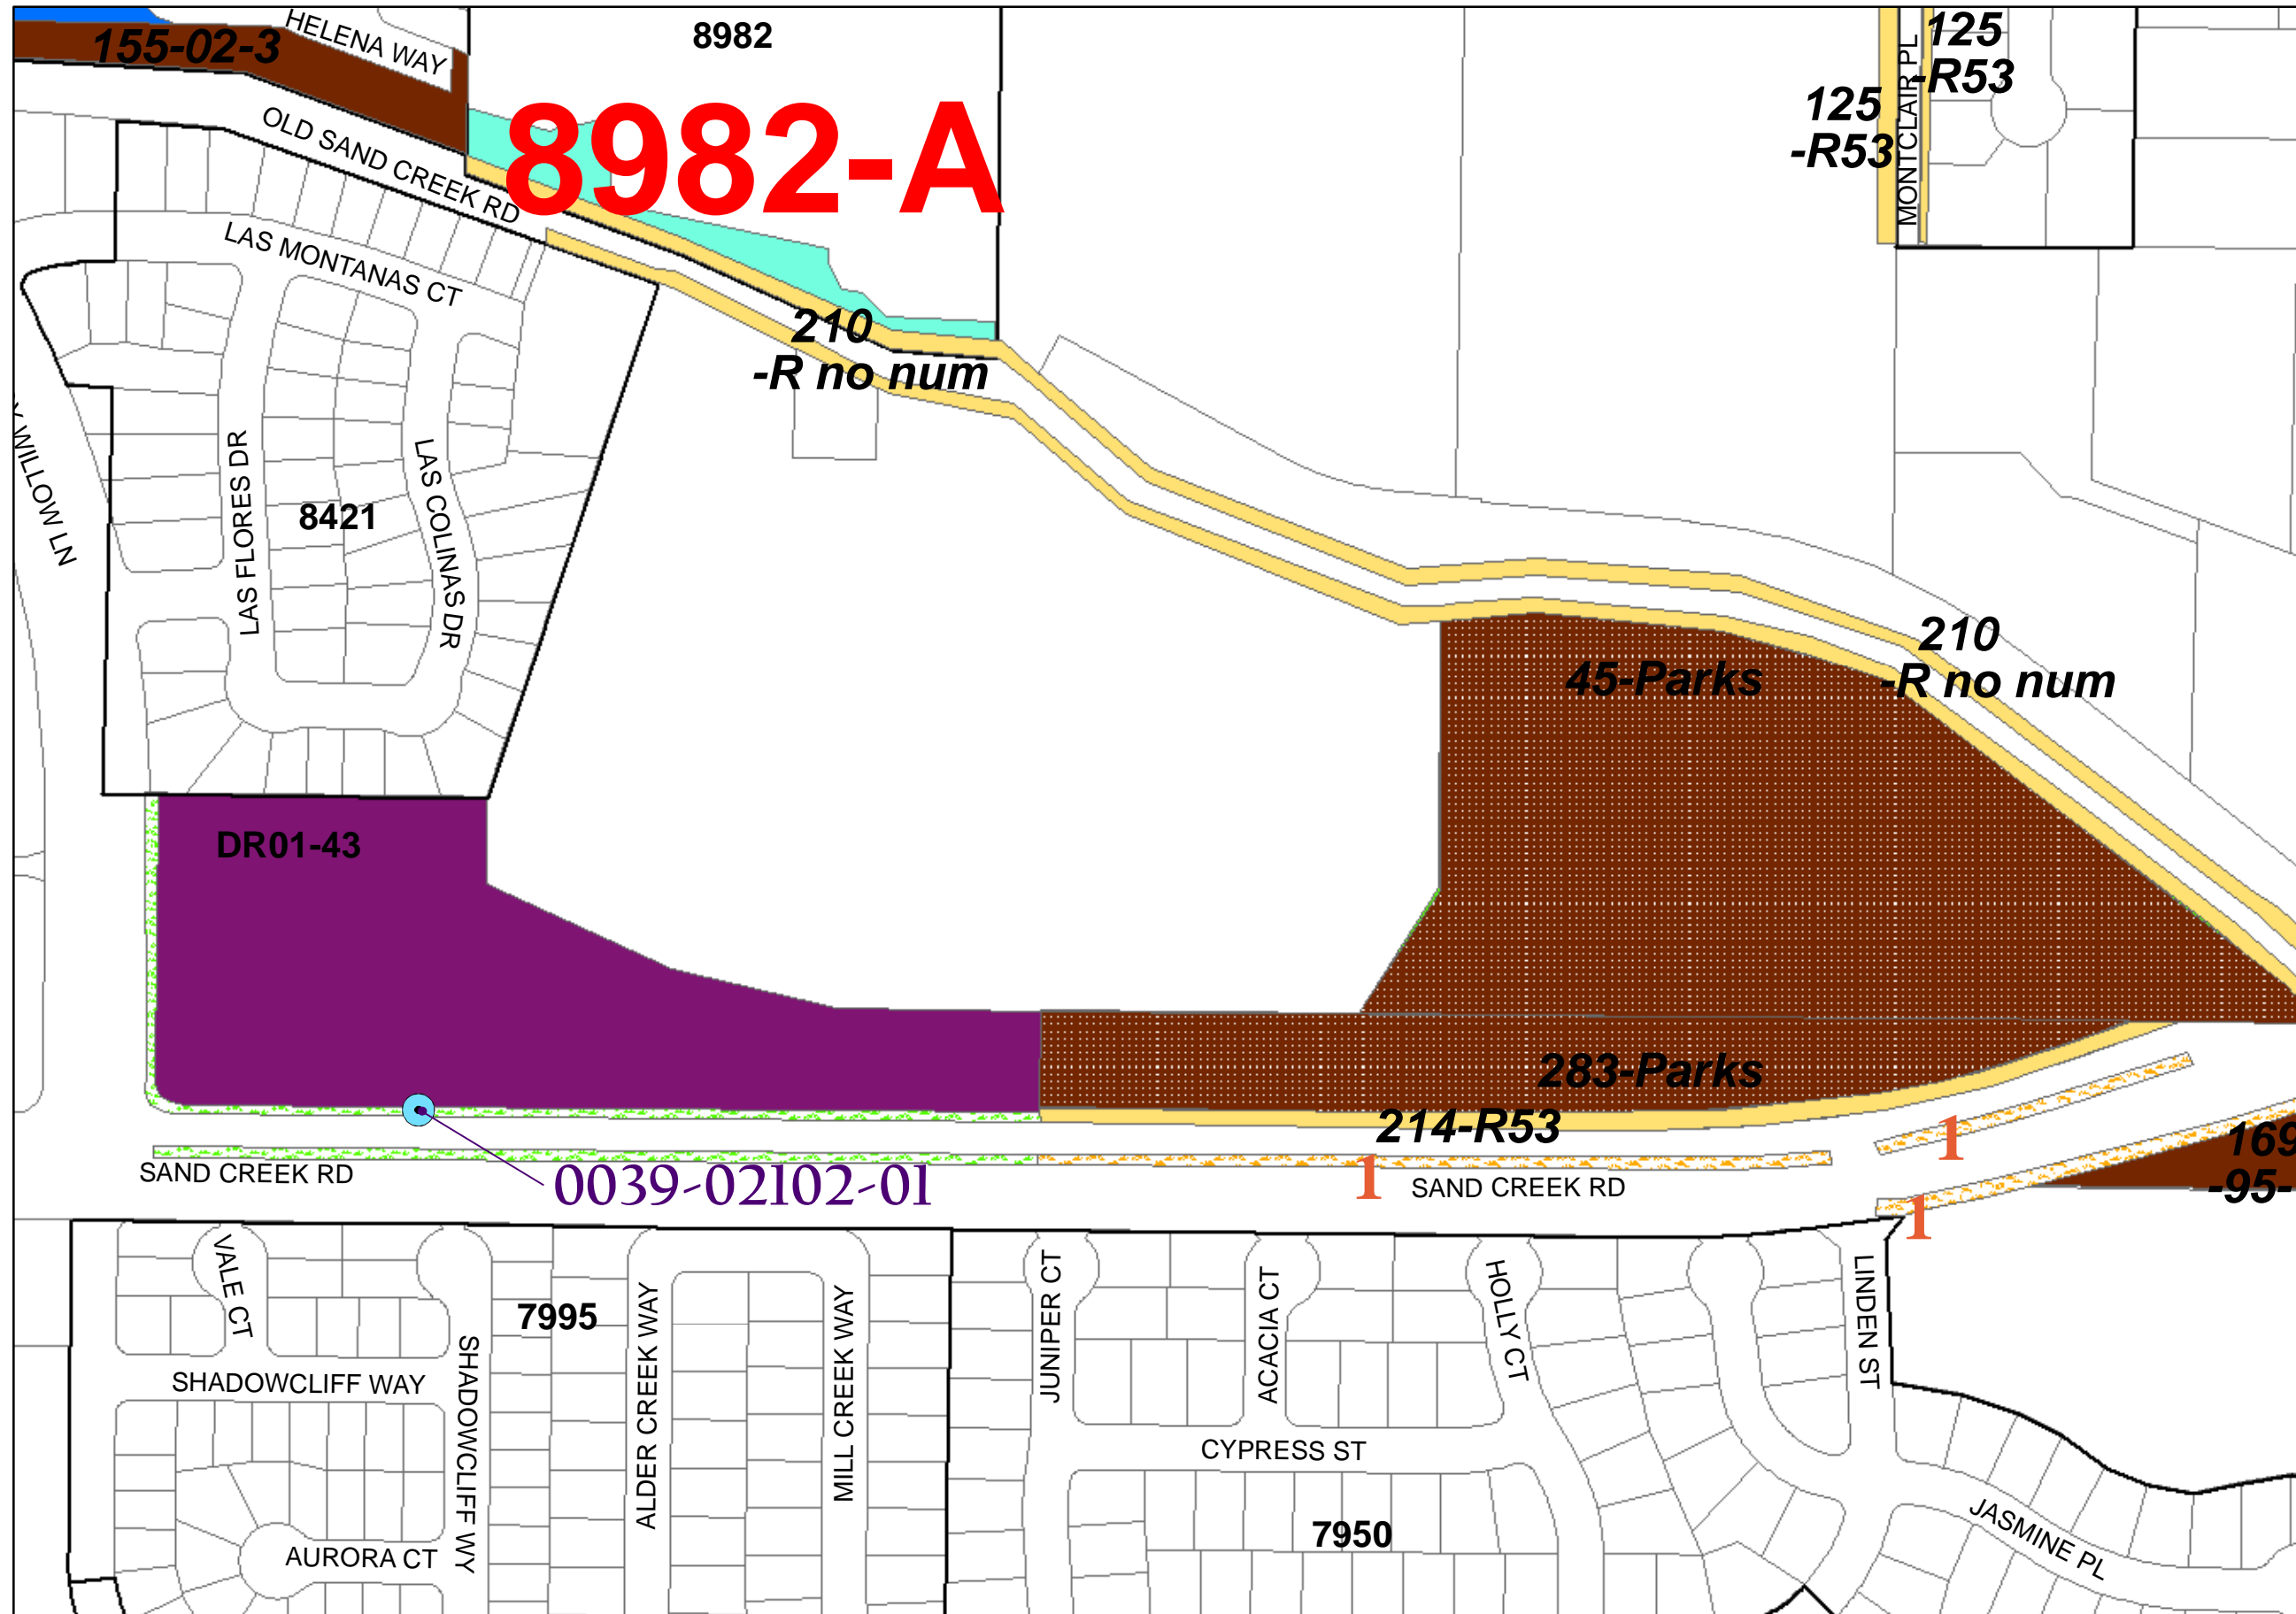 HELENA WAY
155-02-3
8982
125
-R53
MONTCLAIR PL
125
-R53
8982-A
OLD SAND CREEK RD
LAS MONTANAS CT
210
-R no num
WILLOW LN
LAS FLORES DR
8421
LAS COLINAS DR
210
-R no num
45-Parks
DR01-43
283-Parks
214-R53
1
169
-95-
SAND CREEK RD
0039-02102-01
1
SAND CREEK RD
1
VALE CT
7995
SHADOWCLIFF WAY
SHADOWCLIFF WY
ALDER CREEK WAY
MILL CREEK WAY
JUNIPER CT
ACACIA CT
HOLLY CT
LINDEN ST
CYPRESS ST
7950
JASMINE PL
AURORA CT